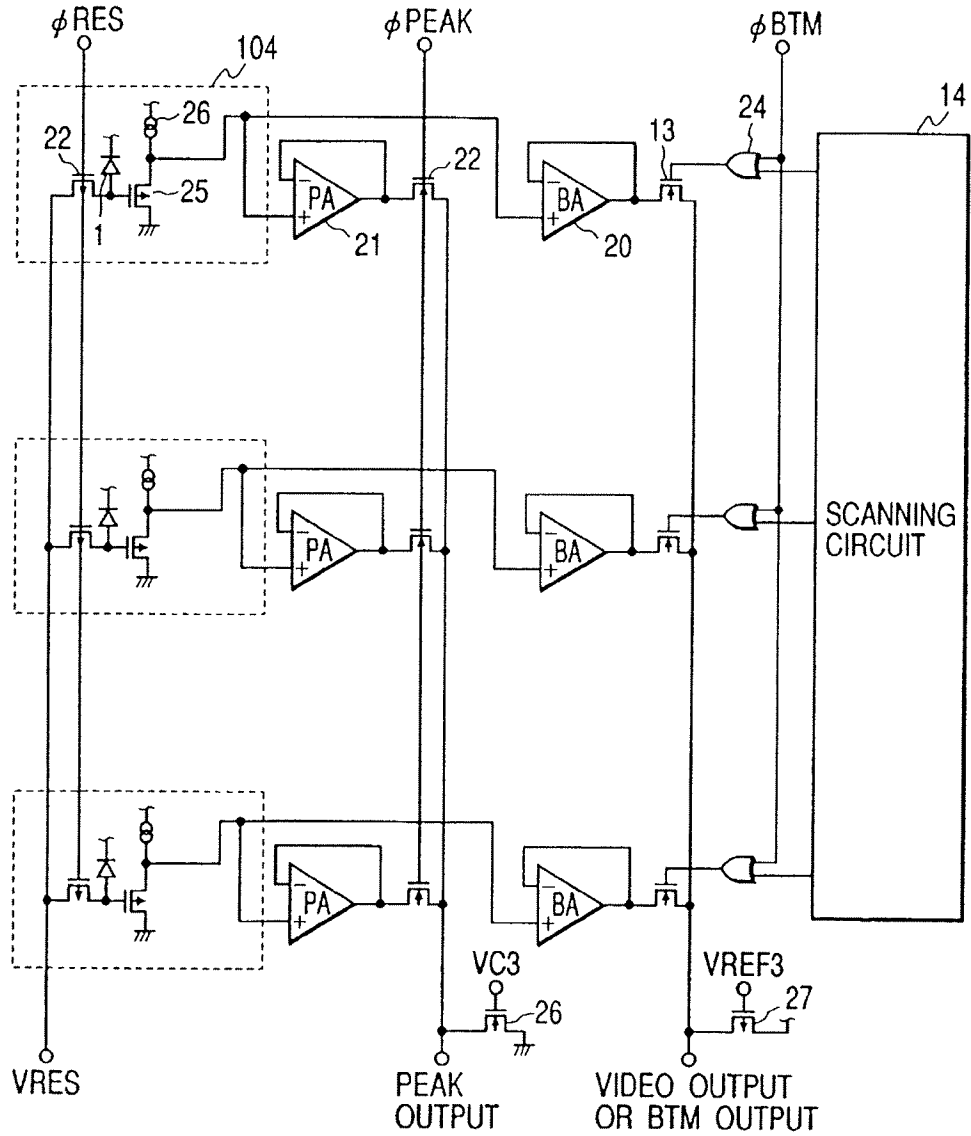 φRES
φPEAK
φBTM
104
14
22
26
25
1
PA
21
22
BA
20
13
24
PA
BA
SCANNING
CIRCUIT
PA
BA
VC3
26
VREF3
27
VRES
PEAK
OUTPUT
VIDEO OUTPUT
OR BTM OUTPUT